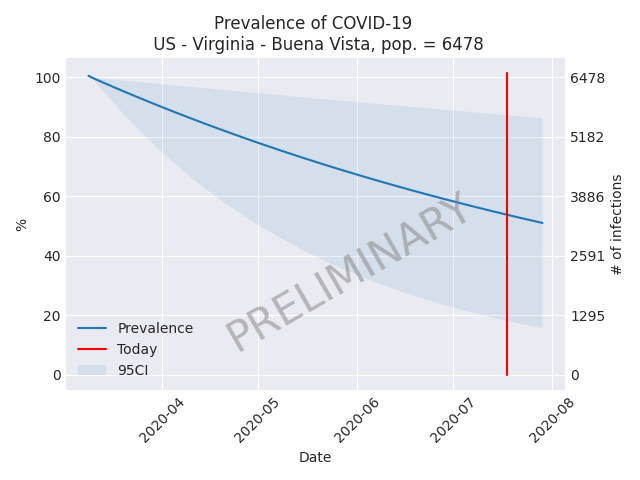 Prevalence of COVID-19
US - Virginia - Buena Vista, pop. = 6478
100
80
60
40
20
0
%
6478
5182
3886
2591
1295
0
# of infections
PRELIMINARY
Prevalence
Today
95CI
2020-04
2020-05
2020-06
2020-07
2020-08
Date